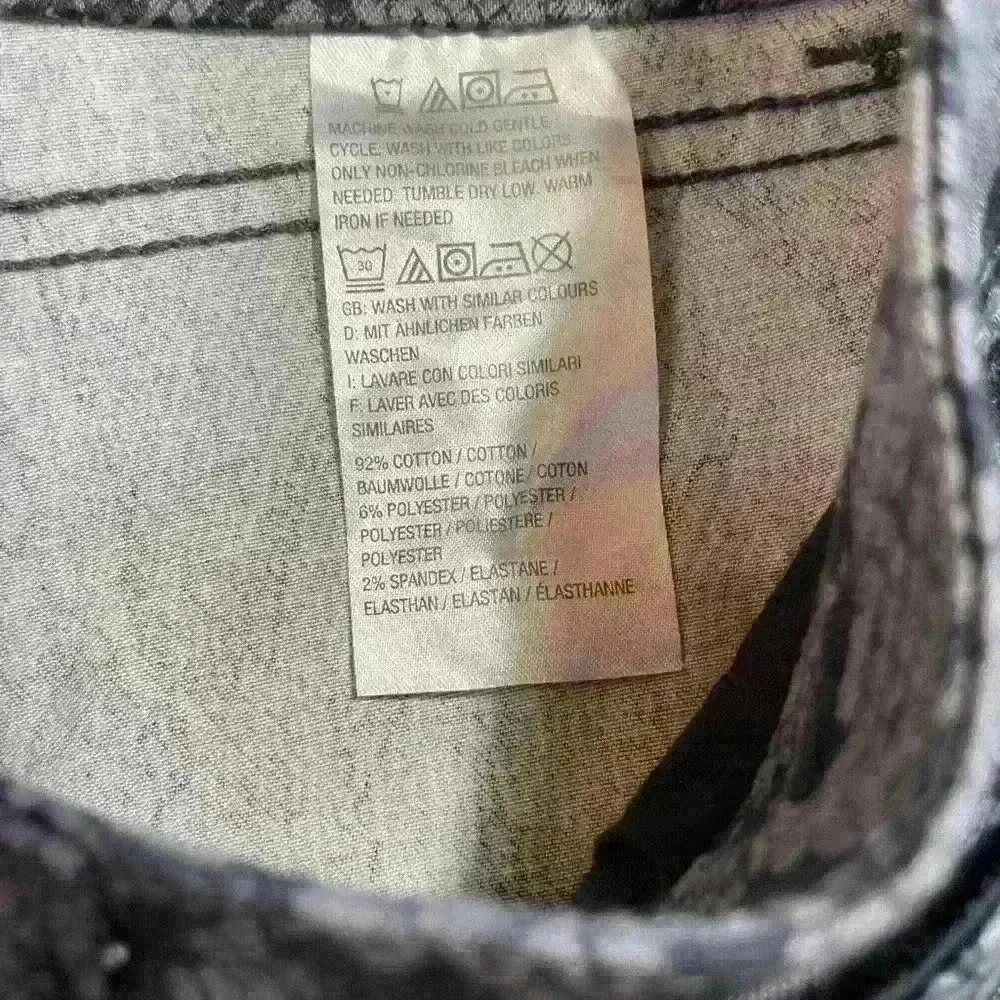 MACHINE WASH COLD GENTLE
CYCLE. WASH WITH LIKE COLORS.
ONLY NON-CHLORINE BLEACH WHEN
NEEDED. TUMBLE DRY LOW. WARM
IRON IF NEEDED
30
GB: WASH WITH SIMILAR COLOURS
D: MIT ÄHNLICHEN FARBEN
WASCHEN
I: LAVARE CON COLORI SIMILARI
F: LAVER AVEC DES COLORIS
SIMILAIRES
92% COTTON / COTTON /
BAUMWOLLE / COTONE / COTON
6% POLYESTER / POLYESTER /
POLYESTER / POLIESTERE /
POLYESTER
2% SPANDEX / ELASTANE /
ELASTHAN / ELASTAN / ÉLASTHANNE